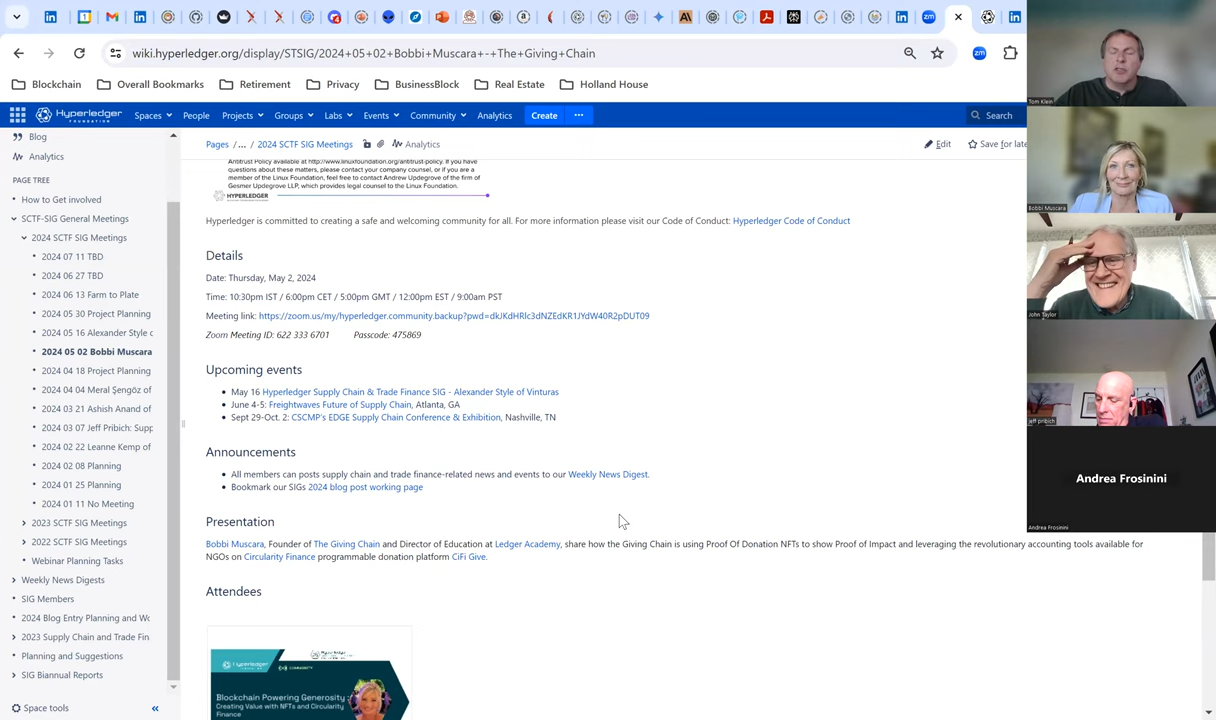 wiki.hyperledger.org/display/STSIG/2024+05+02+Bobbi+Muscara+-+The+Giving+Chain
Blockchain
Overall Bookmarks
Retirement
Privacy
BusinessBlock
Real Estate
Holland House
HYPERLEDGER FOUNDATION
Spaces
People
Projects
Groups
Labs
Events
Community
Analytics
Create
Search
Blog
Analytics
PAGE TREE
How to Get involved
SCTF-SIG General Meetings
2024 SCTF SIG Meetings
2024 07 11 TBD
2024 06 27 TBD
2024 06 13 Farm to Plate
2024 05 30 Project Planning
2024 05 16 Alexander Style o
2024 05 02 Bobbi Muscara
2024 04 18 Project Planning
2024 04 04 Meral Şengöz of
2024 03 21 Ashish Anand of
2024 03 07 Jeff Pribich: Supp
2024 02 22 Leanne Kemp of
2024 02 08 Planning
2024 01 25 Planning
2024 01 11 No Meeting
2023 SCTF SIG Meetings
2022 SCTF SIG Meetings
Webinar Planning Tasks
Weekly News Digests
SIG Members
2024 Blog Entry Planning and Wo
2023 Supply Chain and Trade Fin
Planning and Suggestions
SIG Biannual Reports
Space tools
Pages / ... / 2024 SCTF SIG Meetings
Analytics
Edit
Save for late
Antitrust Policy available at http://www.linuxfoundation.org/antitrust-policy. If you have
questions about these matters, please contact your company counsel, or if you are a
member of the Linux Foundation, feel free to contact Andrew Updegrove of the firm of
Gesmer Updegrove LLP, which provides legal counsel to the Linux Foundation.
HYPERLEDGER
Hyperledger is committed to creating a safe and welcoming community for all. For more information please visit our Code of Conduct: Hyperledger Code of Conduct
Details
Date: Thursday, May 2, 2024
Time: 10:30pm IST / 6:00pm CET / 5:00pm GMT / 12:00pm EST / 9:00am PST
Meeting link: https://zoom.us/my/hyperledger.community.backup?pwd=dkJKdHRlc3dNZEdKR1JYdW40R2pDUT09
Zoom Meeting ID: 622 333 6701 Passcode: 475869
Upcoming events
May 16 Hyperledger Supply Chain & Trade Finance SIG - Alexander Style of Vinturas
June 4-5: Freightwaves Future of Supply Chain, Atlanta, GA
Sept 29-Oct. 2: CSCMP's EDGE Supply Chain Conference & Exhibition, Nashville, TN
Announcements
All members can posts supply chain and trade finance-related news and events to our Weekly News Digest.
Bookmark our SIGs 2024 blog post working page
Presentation
Bobbi Muscara, Founder of The Giving Chain and Director of Education at Ledger Academy, share how the Giving Chain is using Proof Of Donation NFTs to show Proof of Impact and leveraging the revolutionary accounting tools available for
NGOs on Circularity Finance programmable donation platform CiFi Give.
Attendees
Blockchain Powering Generosity :
Creating Value with NFTs and Circularity
Finance
Tom Klein
Bobbi Muscara
John Taylor
jeff pribich
Andrea Frosinini
Andrea Frosinini